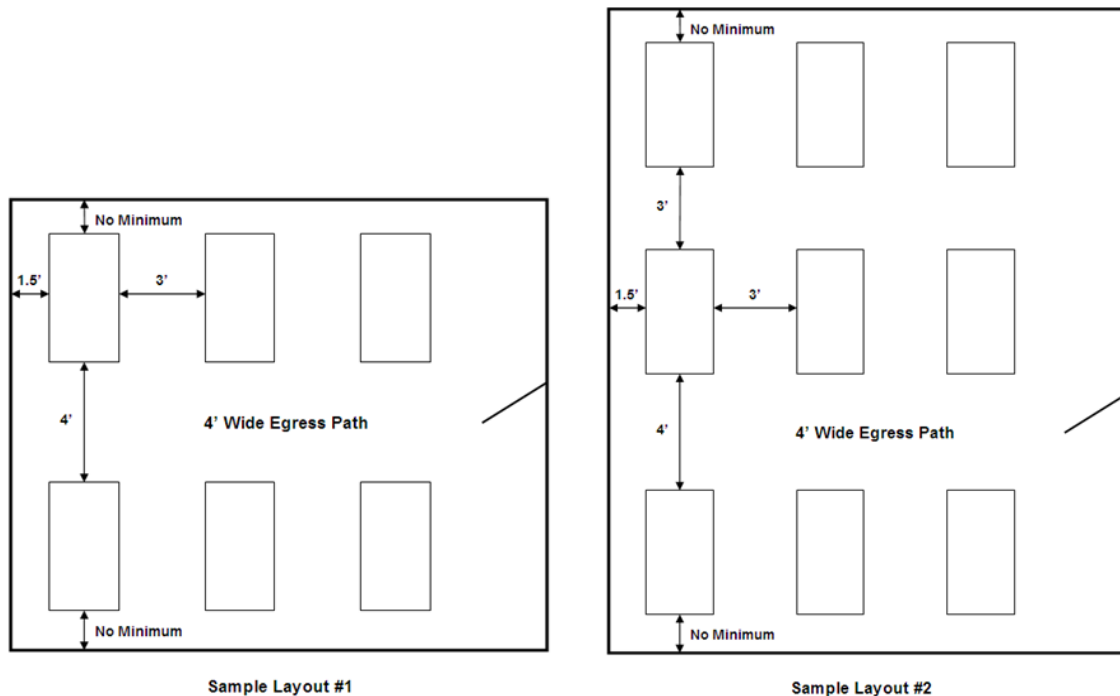 No Minimum
1.5’
3’
4’
4’ Wide Egress Path
No Minimum
Sample Layout #1
No Minimum
3’
1.5’
3’
4’
4’ Wide Egress Path
No Minimum
Sample Layout #2